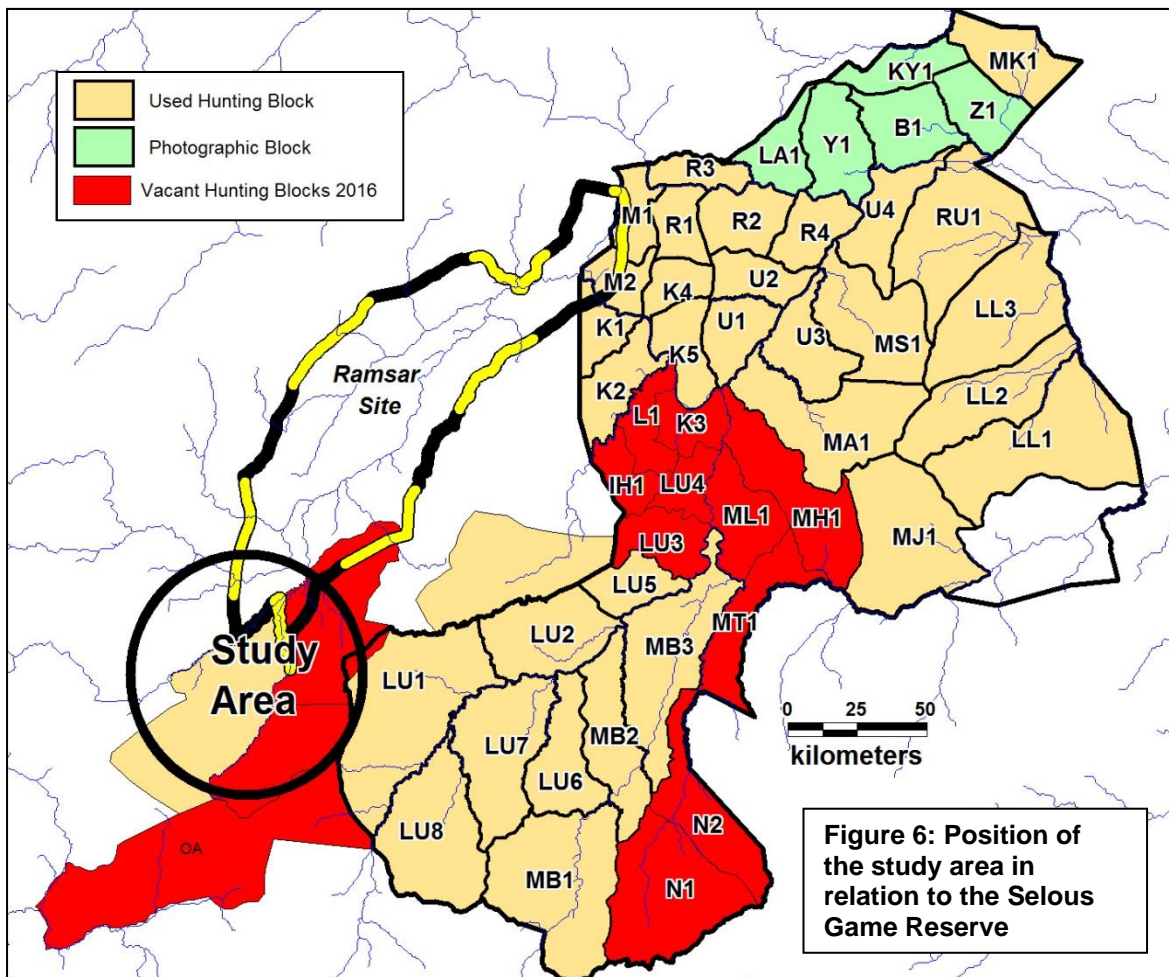 Used Hunting Block
Photographic Block
Vacant Hunting Blocks 2016
MK1
KY1
Z1
B1
Y1
LA1
R3
M1
R1
R2
R4
U4
RU1
M2
K4
U2
K1
U1
U3
MS1
LL3
K5
K2
L1
K3
MA1
LL2
LL1
Ramsar
Site
IH1
LU4
ML1
MH1
LU3
MJ1
LU5
MT1
LU2
MB3
Study
Area
LU1
LU7
MB2
LU6
LU8
MB1
N2
N1
OA
0 25 50
kilometers
Figure 6: Position of
the study area in
relation to the Selous
Game Reserve